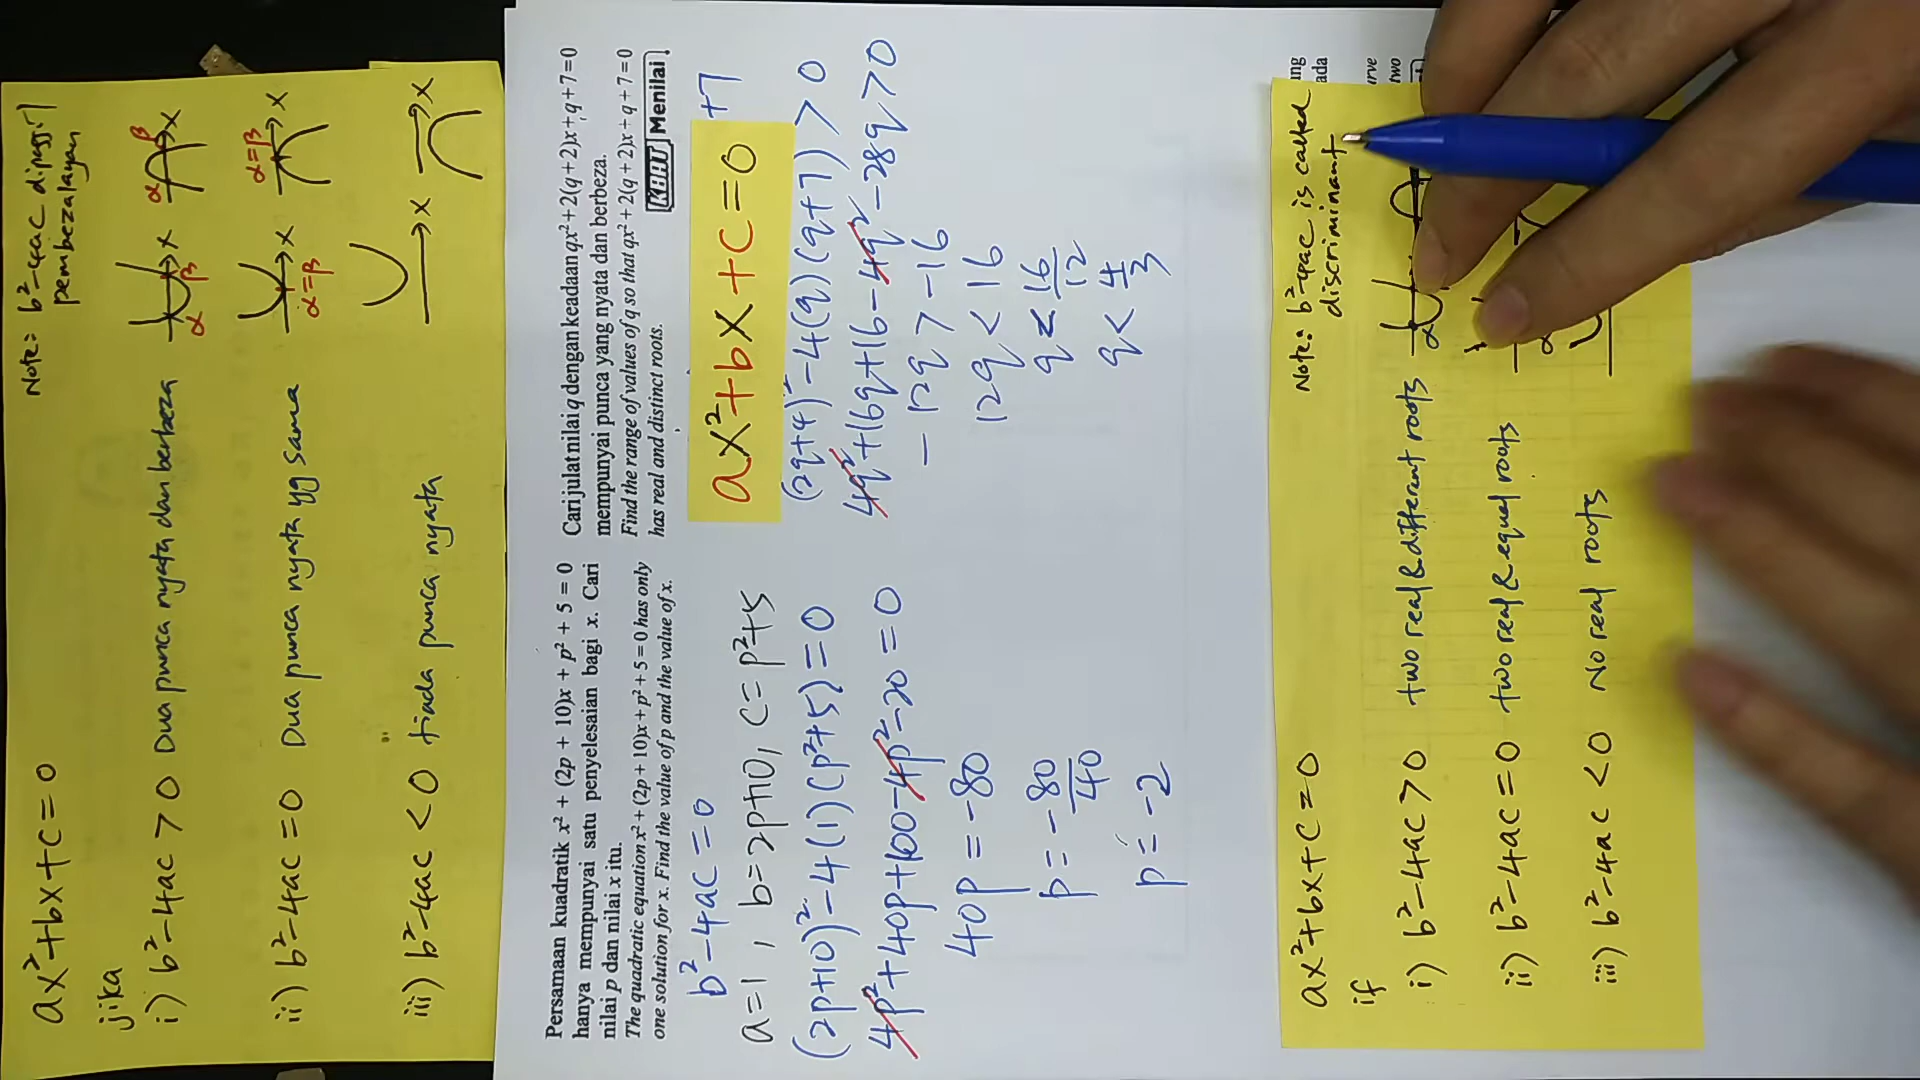 ax²+bx+c=0
Note: b²-4ac dipanggil
pembezalayan
jika
i) b²-4ac > 0 Dua punca nyata dan berbeza
α β
α β
x
x
ii) b²-4ac = 0 Dua punca nyata yg sama
α=β
α=β
x
x
iii) b²-4ac < 0 tiada punca nyata
x
x
Persamaan kuadratik x² + (2p + 10)x + p² + 5 = 0
hanya mempunyai satu penyelesaian bagi x. Cari
nilai p dan nilai x itu.
The quadratic equation x² + (2p + 10)x + p² + 5 = 0 has only
one solution for x. Find the value of p and the value of x.
b²-4ac=0
a=1, b=2p+10, c=p²+5
(2p+10)²-4(1)(p²+5)=0
4p²+40p+100-4p²-20=0
40p=-80
p=-80
40
p=-2
Cari julat nilai q dengan keadaan qx² + 2(q + 2)x + q + 7 = 0
mempunyai punca yang nyata dan berbeza.
Find the range of values of q so that qx² + 2(q + 2)x + q + 7 = 0
has real and distinct roots.
KBAT Menilai
+7
ax²+bx+c=0
(2q+4)²-4(q)(q+7)>0
4q²+16q+16-4q²-28q>0
-12q>-16
12q<16
q<16
12
q<4
3
ung
ada
rve
two
ax²+bx+c=0
Note: b²-4ac is called
discriminant
if
i) b²-4ac>0 two real & different roots
α
ii) b²-4ac=0 two real & equal roots
α
iii) b²-4ac<0 No real roots